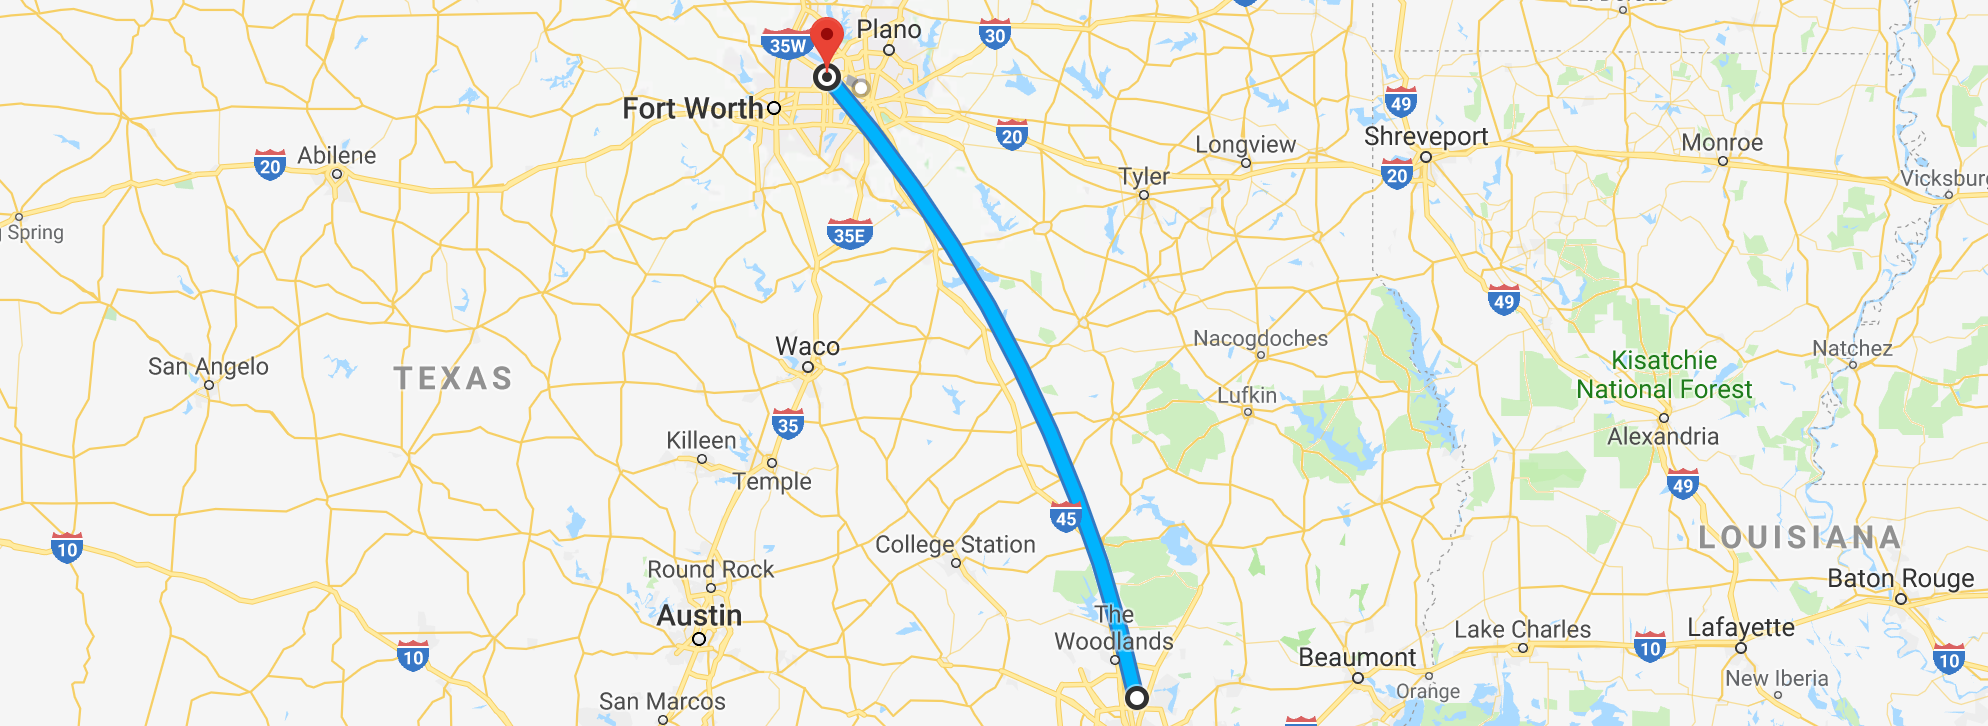 El Dorado
Plano
35W
30
Fort Worth
49
20
Shreveport
Longview
Monroe
Abilene
20
Tyler
20
Vicksburg
Spring
35E
49
Nacogdoches
Natchez
Waco
Kisatchie
National Forest
San Angelo
TEXAS
Lufkin
35
Killeen
Alexandria
Temple
49
45
LOUISIANA
10
College Station
Round Rock
Baton Rouge
Austin
The
Woodlands
Lake Charles
Lafayette
10
10
Beaumont
10
New Iberia
Orange
San Marcos